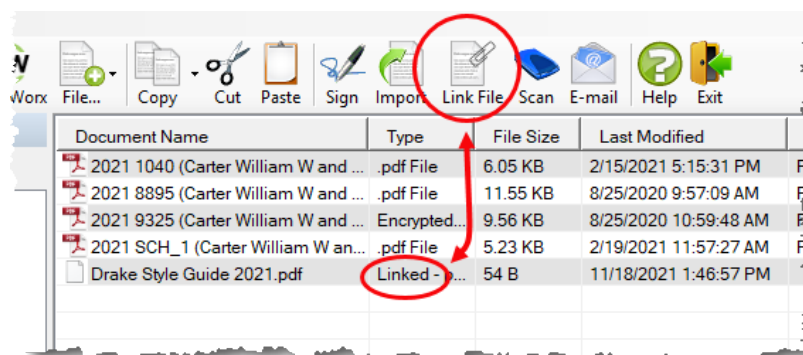 Worx File... Copy Cut Paste Sign Import Link File Scan E-mail Help Exit
Document Name Type File Size Last Modified
2021 1040 (Carter William W and ... .pdf File 6.05 KB 2/15/2021 5:15:31 PM
2021 8895 (Carter William W and ... .pdf File 11.55 KB 8/25/2020 9:57:09 AM
2021 9325 (Carter William W and ... Encrypted... 9.56 KB 8/25/2020 10:59:48 AM
2021 SCH_1 (Carter William W an... .pdf File 5.23 KB 2/19/2021 11:57:27 AM
Drake Style Guide 2021.pdf Linked - p... 54 B 11/18/2021 1:46:57 PM